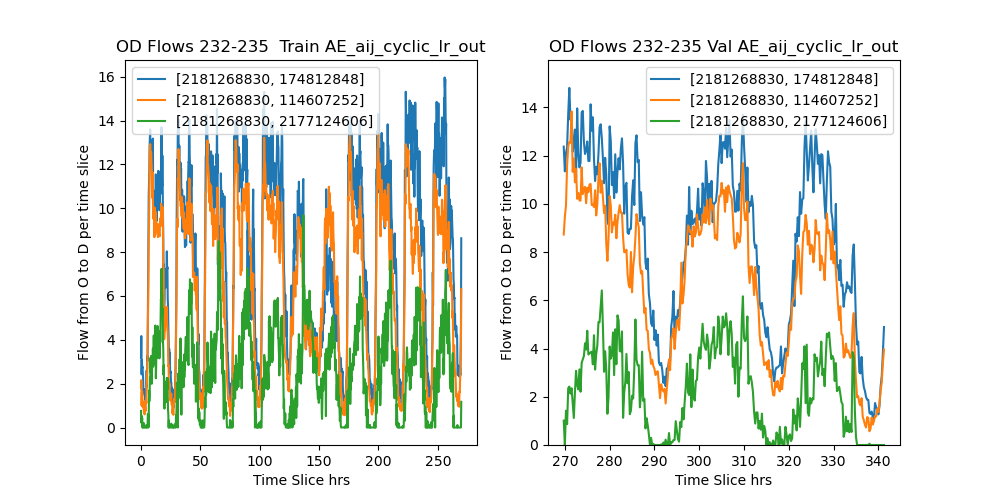 OD Flows 232-235  Train AE_aij_cyclic_lr_out
[2181268830, 174812848]
[2181268830, 114607252]
[2181268830, 2177124606]
Flow from O to D per time slice
16
14
12
10
8
6
4
2
0
0 50 100 150 200 250
Time Slice hrs
OD Flows 232-235 Val AE_aij_cyclic_lr_out
[2181268830, 174812848]
[2181268830, 114607252]
[2181268830, 2177124606]
Flow from O to D per time slice
14
12
10
8
6
4
2
0
270 280 290 300 310 320 330 340
Time Slice hrs